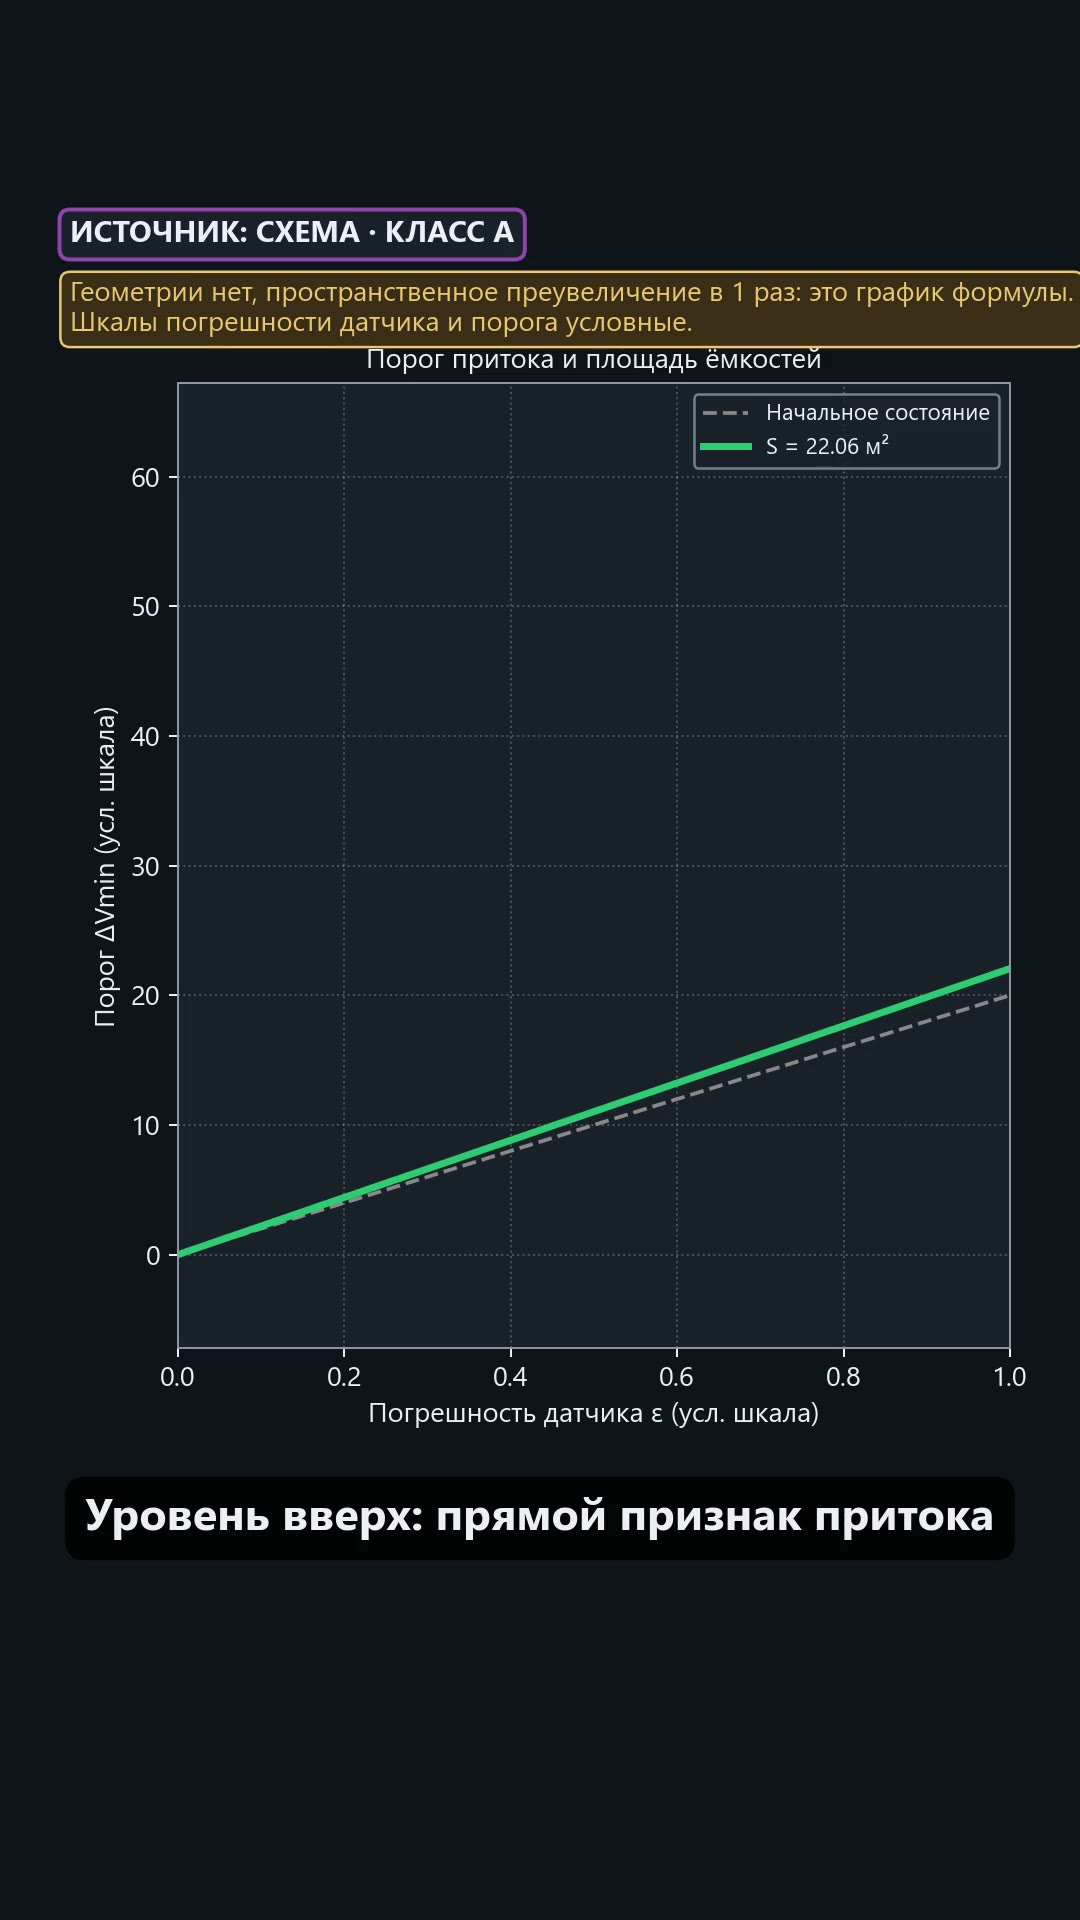 ИСТОЧНИК: СХЕМА · КЛАСС А
Геометрии нет, пространственное преувеличение в 1 раз: это график формулы.
Шкалы погрешности датчика и порога условные.
Порог притока и площадь ёмкостей
Начальное состояние
S = 22.06 м²
60
50
40
30
20
10
0
Порог ΔVmin (усл. шкала)
0.0 0.2 0.4 0.6 0.8 1.0
Погрешность датчика ε (усл. шкала)
Уровень вверх: прямой признак притока